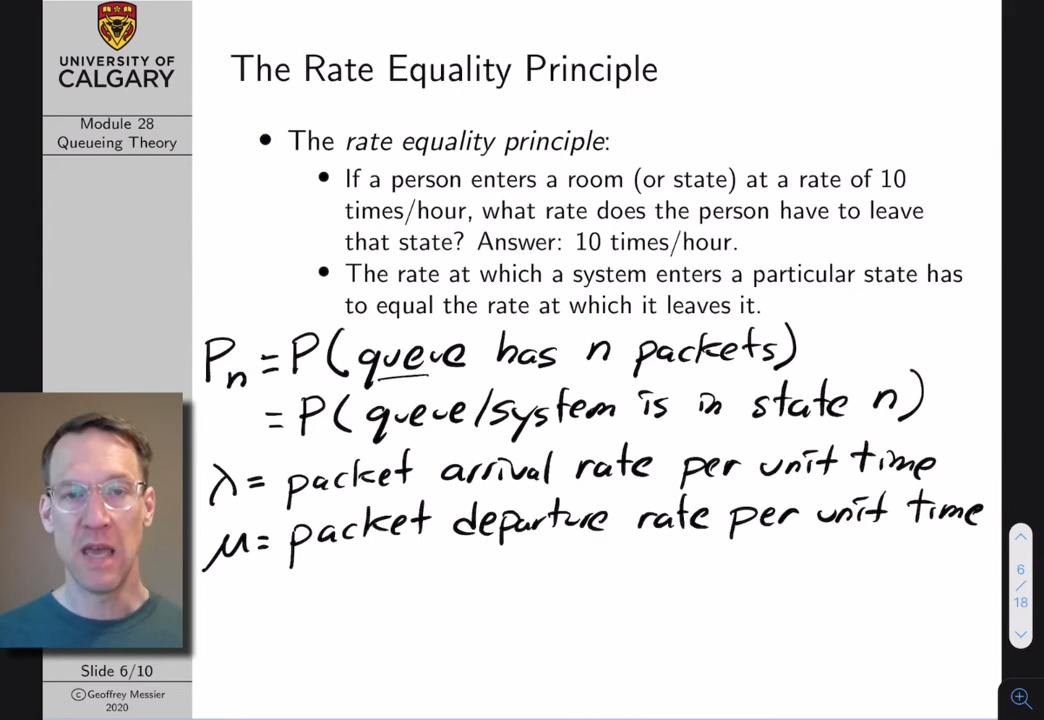 UNIVERSITY OF
CALGARY
Module 28
Queueing Theory
The Rate Equality Principle
• The rate equality principle:
• If a person enters a room (or state) at a rate of 10
times/hour, what rate does the person have to leave
that state? Answer: 10 times/hour.
• The rate at which a system enters a particular state has
to equal the rate at which it leaves it.
Pn = P(queue has n packets)
= P(queue/system is in state n)
λ = packet arrival rate per unit time
μ = packet departure rate per unit time
Slide 6/10
©Geoffrey Messier
2020
6
/
18